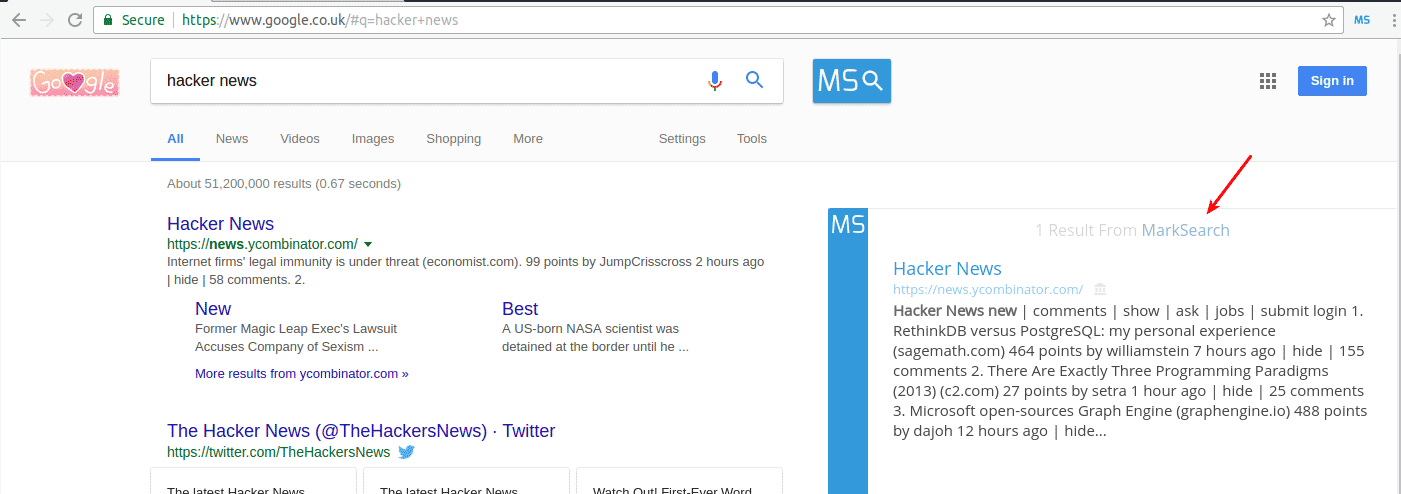 Secure https://www.google.co.uk/#q=hacker+news MS
Google hacker news MS Sign in
All News Videos Images Shopping More Settings Tools
About 51,200,000 results (0.67 seconds)
Hacker News
https://news.ycombinator.com/
Internet firms' legal immunity is under threat (economist.com). 99 points by JumpCrisscross 2 hours ago
| hide | 58 comments. 2.
New
Former Magic Leap Exec's Lawsuit
Accuses Company of Sexism ...
Best
A US-born NASA scientist was
detained at the border until he ...
More results from ycombinator.com »
The Hacker News (@TheHackersNews) · Twitter
https://twitter.com/TheHackersNews
The latest Hacker News
The latest Hacker News
Watch Out! First-Ever Word
MS
1 Result From MarkSearch
Hacker News
https://news.ycombinator.com/
Hacker News new | comments | show | ask | jobs | submit login 1.
RethinkDB versus PostgreSQL: my personal experience
(sagemath.com) 464 points by williamstein 7 hours ago | hide | 155
comments 2. There Are Exactly Three Programming Paradigms
(2013) (c2.com) 27 points by setra 1 hour ago | hide | 25 comments
3. Microsoft open-sources Graph Engine (graphengine.io) 488 points
by dajoh 12 hours ago | hide...